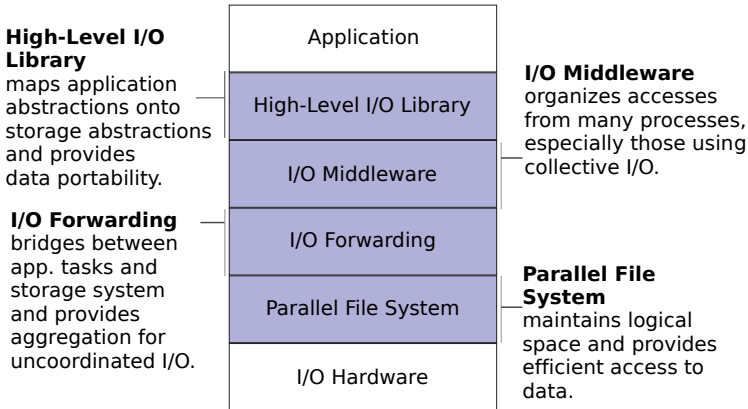 High-Level I/O
Library
maps application
abstractions onto
storage abstractions
and provides
data portability.
I/O Forwarding
bridges between
app. tasks and
storage system
and provides
aggregation for
uncoordinated I/O.
Application
High-Level I/O Library
I/O Middleware
I/O Forwarding
Parallel File System
I/O Hardware
I/O Middleware
organizes accesses
from many processes,
especially those using
collective I/O.
Parallel File
System
maintains logical
space and provides
efficient access to
data.